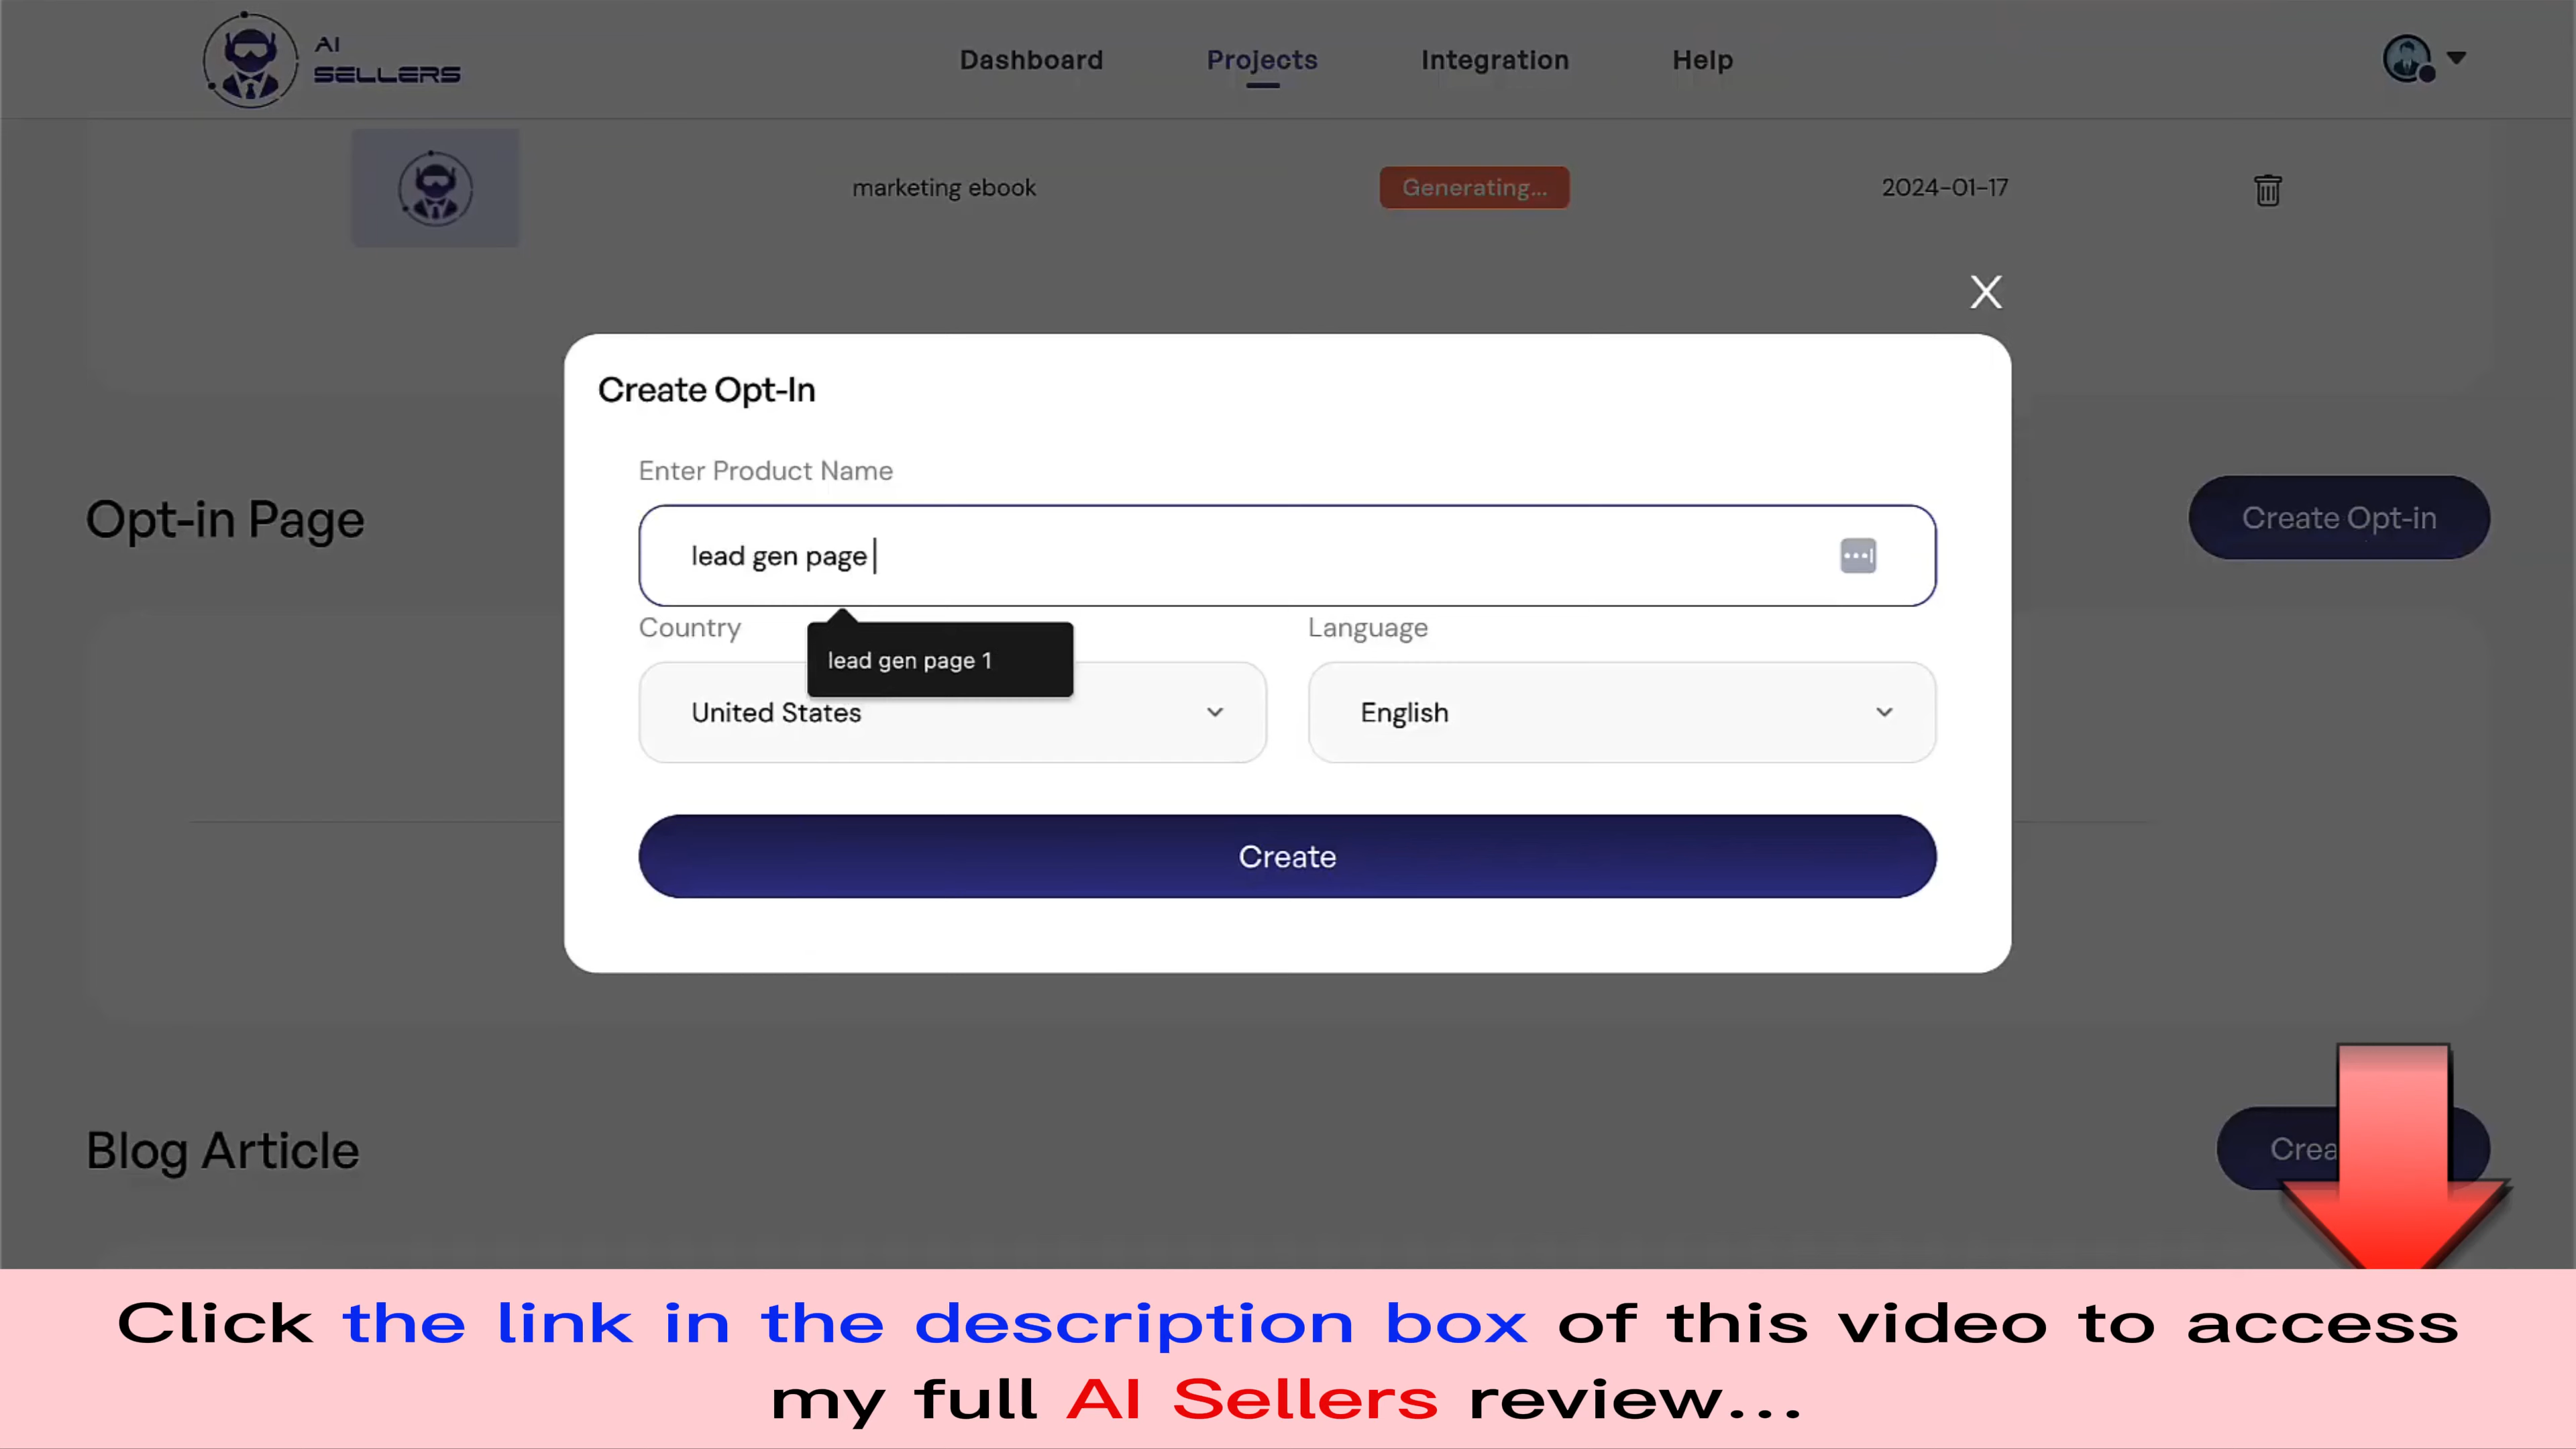 AI
SELLERS
Dashboard
Projects
Integration
Help
marketing ebook
Generating...
2024-01-17
X
Create Opt-In
Enter Product Name
lead gen page
lead gen page 1
Country
Language
United States
English
Create
Opt-in Page
Create Opt-in
Blog Article
Click the link in the description box of this video to access
my full AI Sellers review...